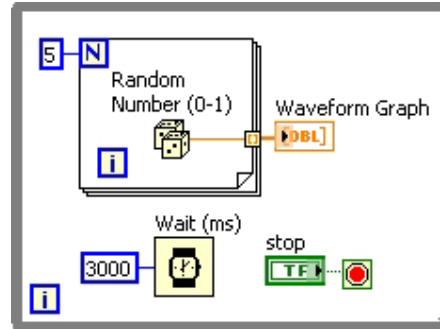 5
N
Random
Number (0-1)
Waveform Graph
DBL]
i
Wait (ms)
3000
stop
TF
i